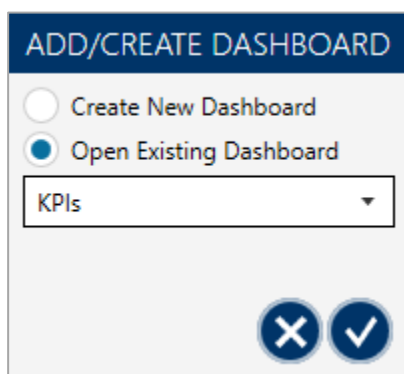 ADD/CREATE DASHBOARD
Create New Dashboard
Open Existing Dashboard
KPIs